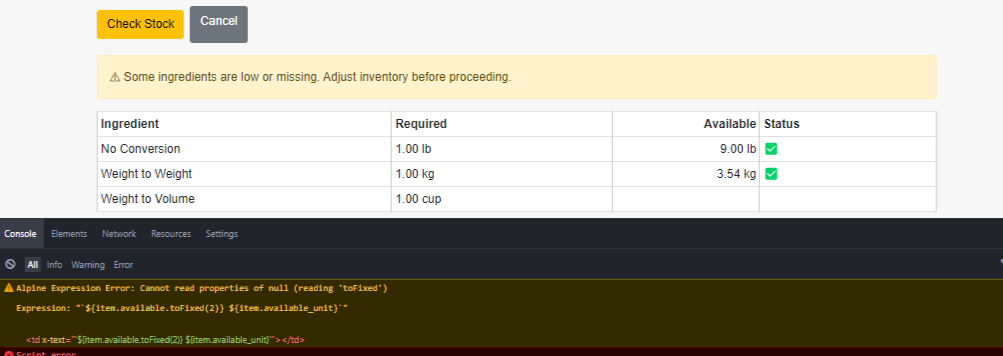 Check Stock Cancel
⚠ Some ingredients are low or missing. Adjust inventory before proceeding.
Ingredient Required Available Status
No Conversion 1.00 lb 9.00 lb ✅
Weight to Weight 1.00 kg 3.54 kg ✅
Weight to Volume 1.00 cup
Console Elements Network Resources Settings
All Info Warning Error
Alpine Expression Error: Cannot read properties of null (reading 'toFixed')
Expression: "`${item.available.toFixed(2)} ${item.available_unit}`"
<td x-text="`${item.available.toFixed(2)} ${item.available_unit}`"></td>
Script error